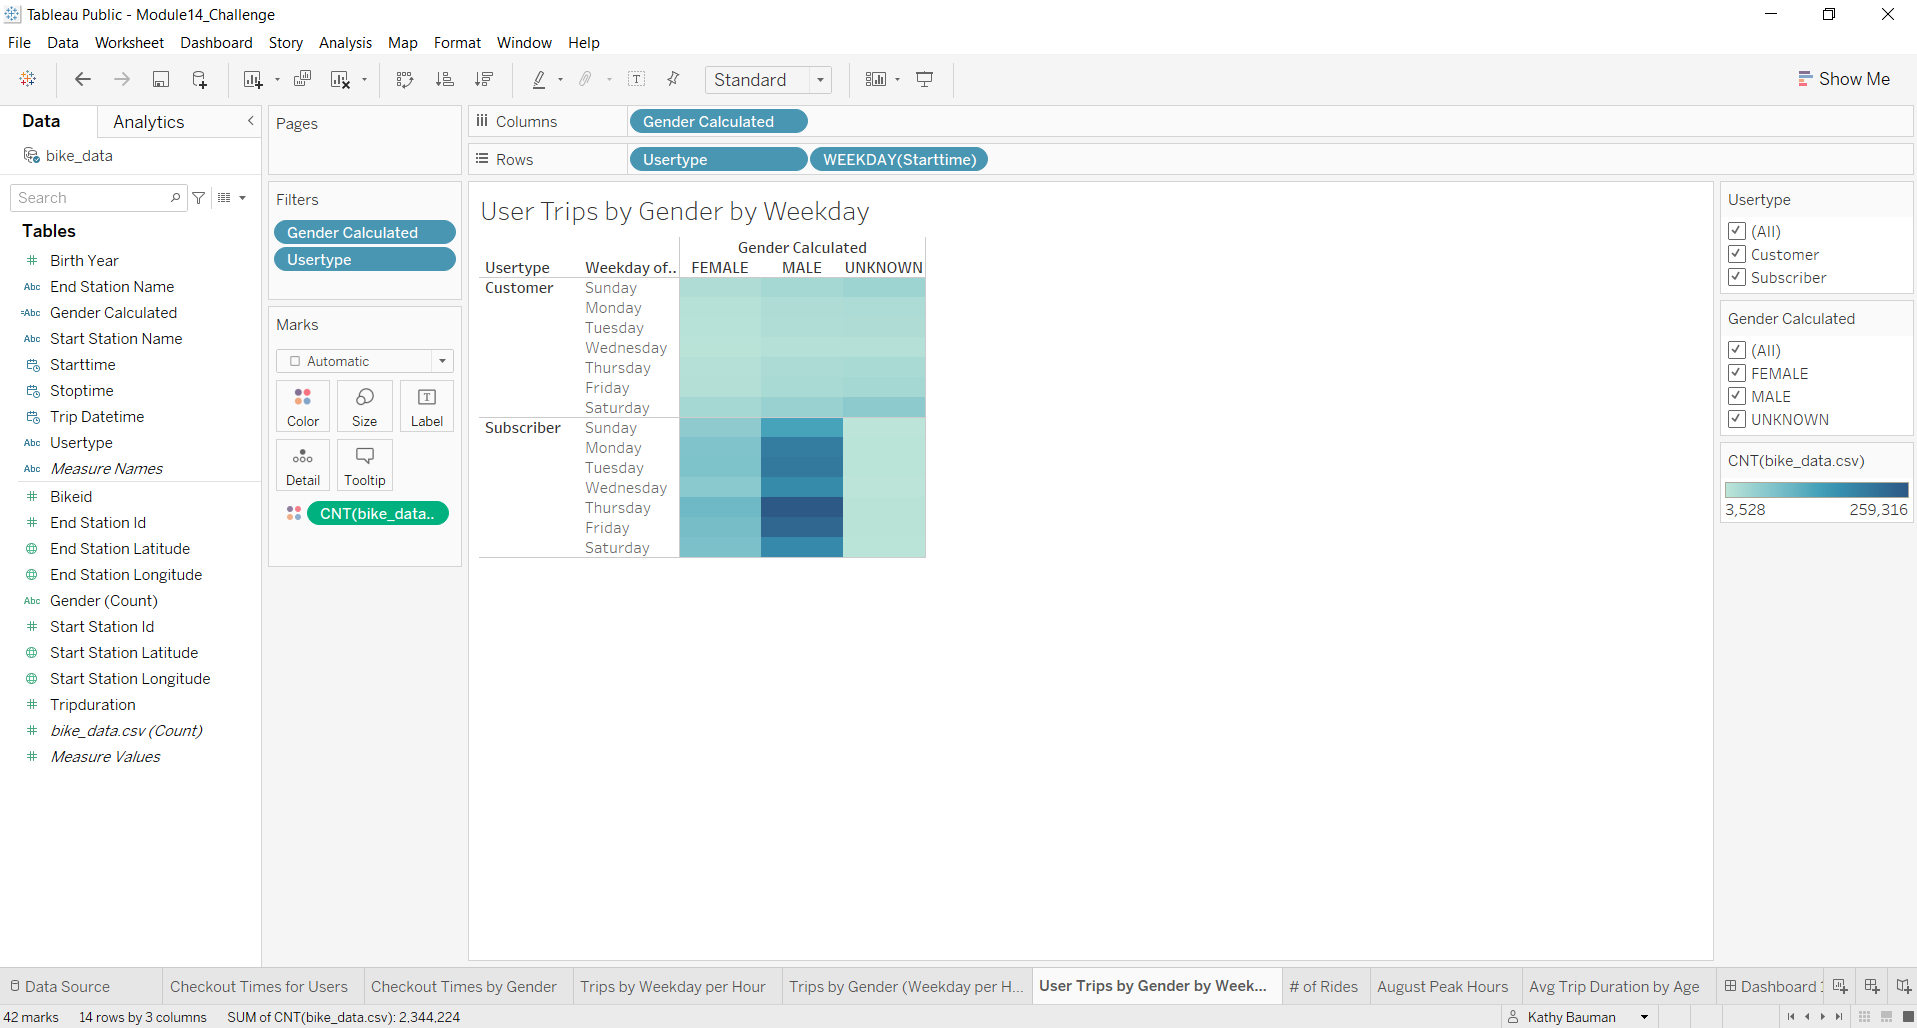 Tableau Public - Module14_Challenge
File Data Worksheet Dashboard Story Analysis Map Format Window Help
Standard
Show Me
Data Analytics
bike_data
Search
Tables
Birth Year
End Station Name
Gender Calculated
Start Station Name
Starttime
Stoptime
Trip Datetime
Usertype
Measure Names
Bikeid
End Station Id
End Station Latitude
End Station Longitude
Gender (Count)
Start Station Id
Start Station Latitude
Start Station Longitude
Tripduration
bike_data.csv (Count)
Measure Values
Abc
Abc
=Abc
Abc
Abc
Abc
Abc
Pages
Filters
Gender Calculated
Usertype
Marks
Automatic
Color Size Label
Detail Tooltip
CNT(bike_data..
Columns Gender Calculated
Rows Usertype WEEKDAY(Starttime)
User Trips by Gender by Weekday
Gender Calculated
Usertype Weekday of.. FEMALE MALE UNKNOWN
Customer Sunday
Monday
Tuesday
Wednesday
Thursday
Friday
Saturday
Subscriber Sunday
Monday
Tuesday
Wednesday
Thursday
Friday
Saturday
Usertype
(All)
Customer
Subscriber
Gender Calculated
(All)
FEMALE
MALE
UNKNOWN
CNT(bike_data.csv)
3,528 259,316
Data Source Checkout Times for Users Checkout Times by Gender Trips by Weekday per Hour Trips by Gender (Weekday per H... User Trips by Gender by Week... # of Rides August Peak Hours Avg Trip Duration by Age Dashboard 1
42 marks 14 rows by 3 columns SUM of CNT(bike_data.csv): 2,344,224 Kathy Bauman